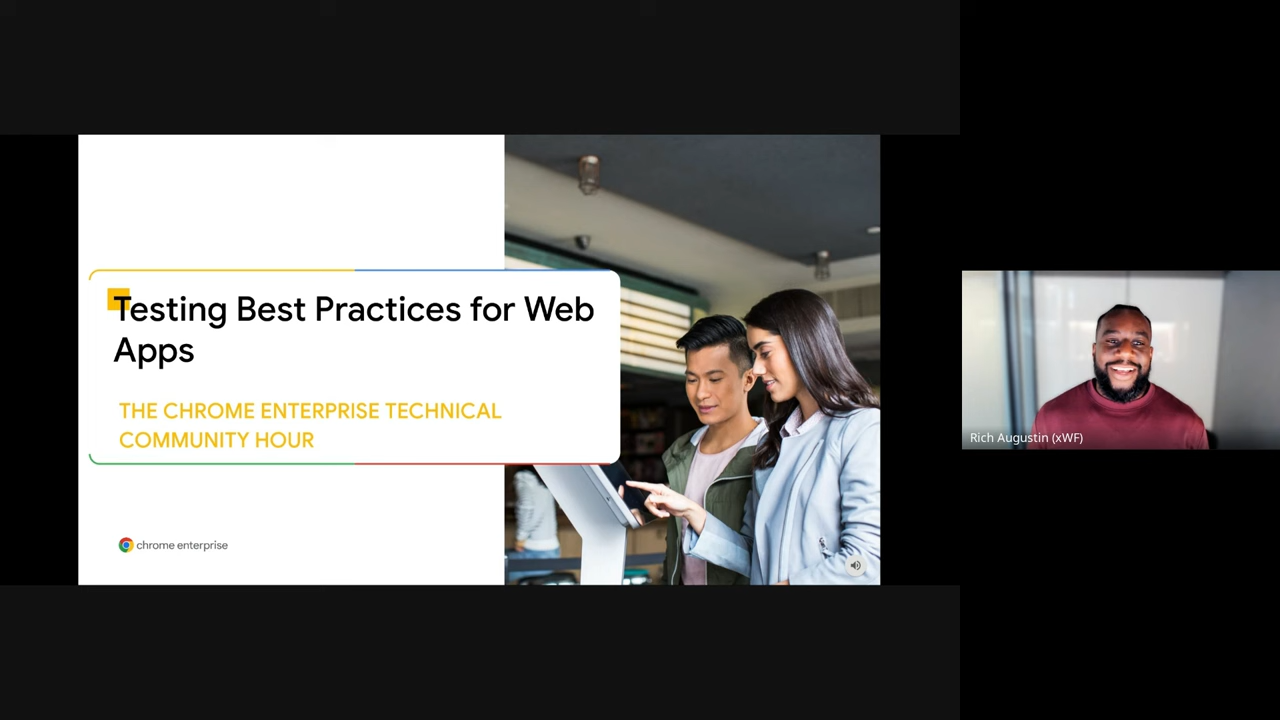 Testing Best Practices for Web
Apps
THE CHROME ENTERPRISE TECHNICAL
COMMUNITY HOUR
chrome enterprise
Rich Augustin (xWF)